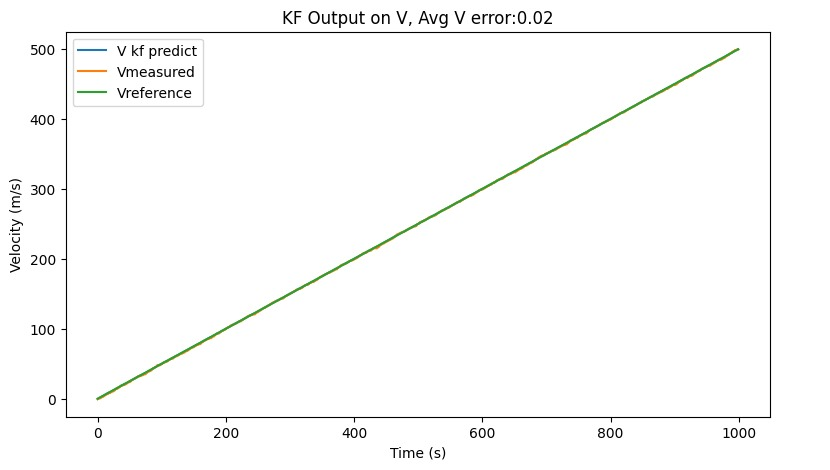 KF Output on V, Avg V error:0.02
V kf predict
Vmeasured
Vreference
500
400
300
200
100
0
Velocity (m/s)
0 200 400 600 800 1000
Time (s)